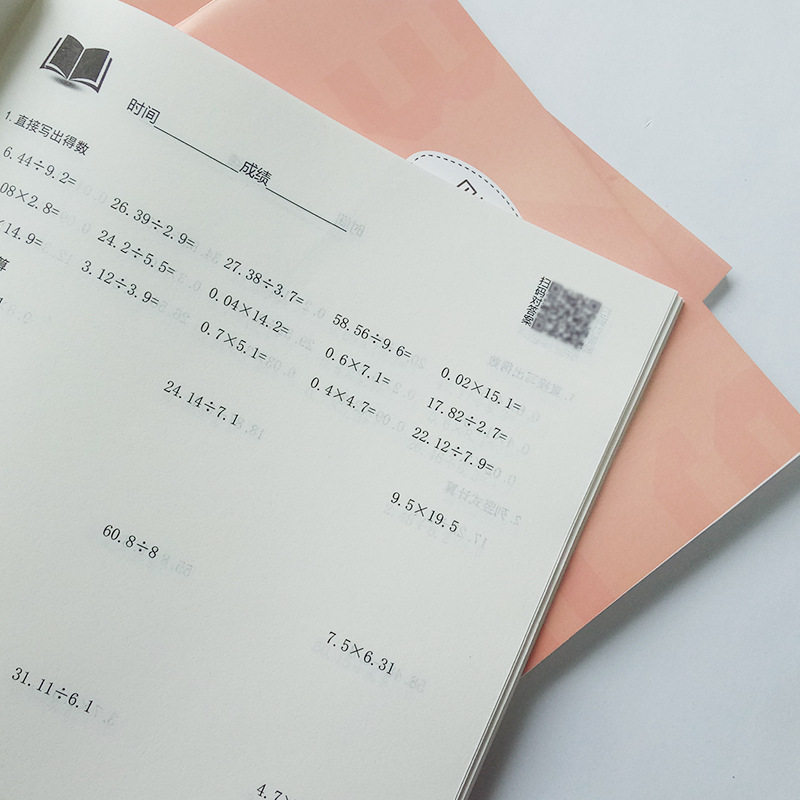 时间 成绩
1. 直接写出得数
6.44÷9.2= 26.39÷2.9= 27.38÷3.7= 58.56÷9.6= 0.02×15.1=
08×2.8= 24.2÷5.5= 0.04×14.2= 0.6×7.1= 17.82÷2.7=
×14.9= 3.12÷3.9= 0.7×5.1= 0.4×4.7= 22.12÷7.9=
算
24.14÷7.1 9.5×19.5
60.8÷8 7.5×6.31
31.11÷6.1 4.7×